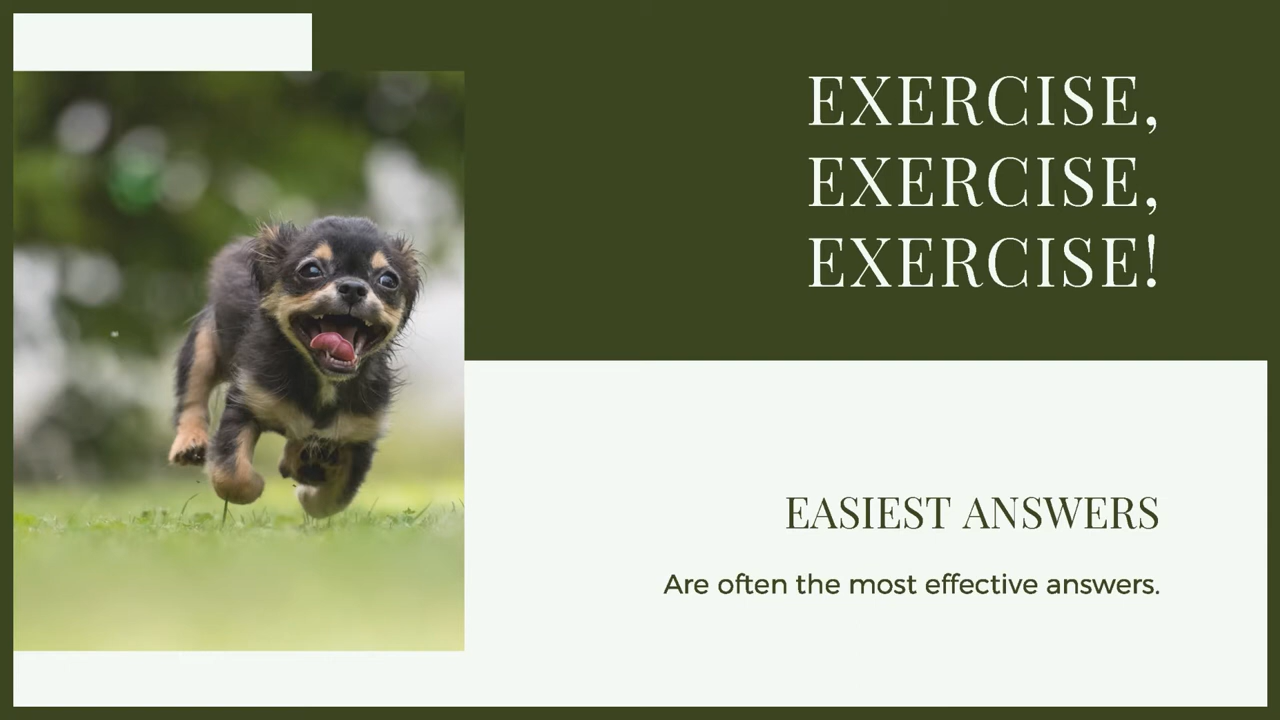 EXERCISE,
EXERCISE,
EXERCISE!
EASIEST ANSWERS
Are often the most effective answers.